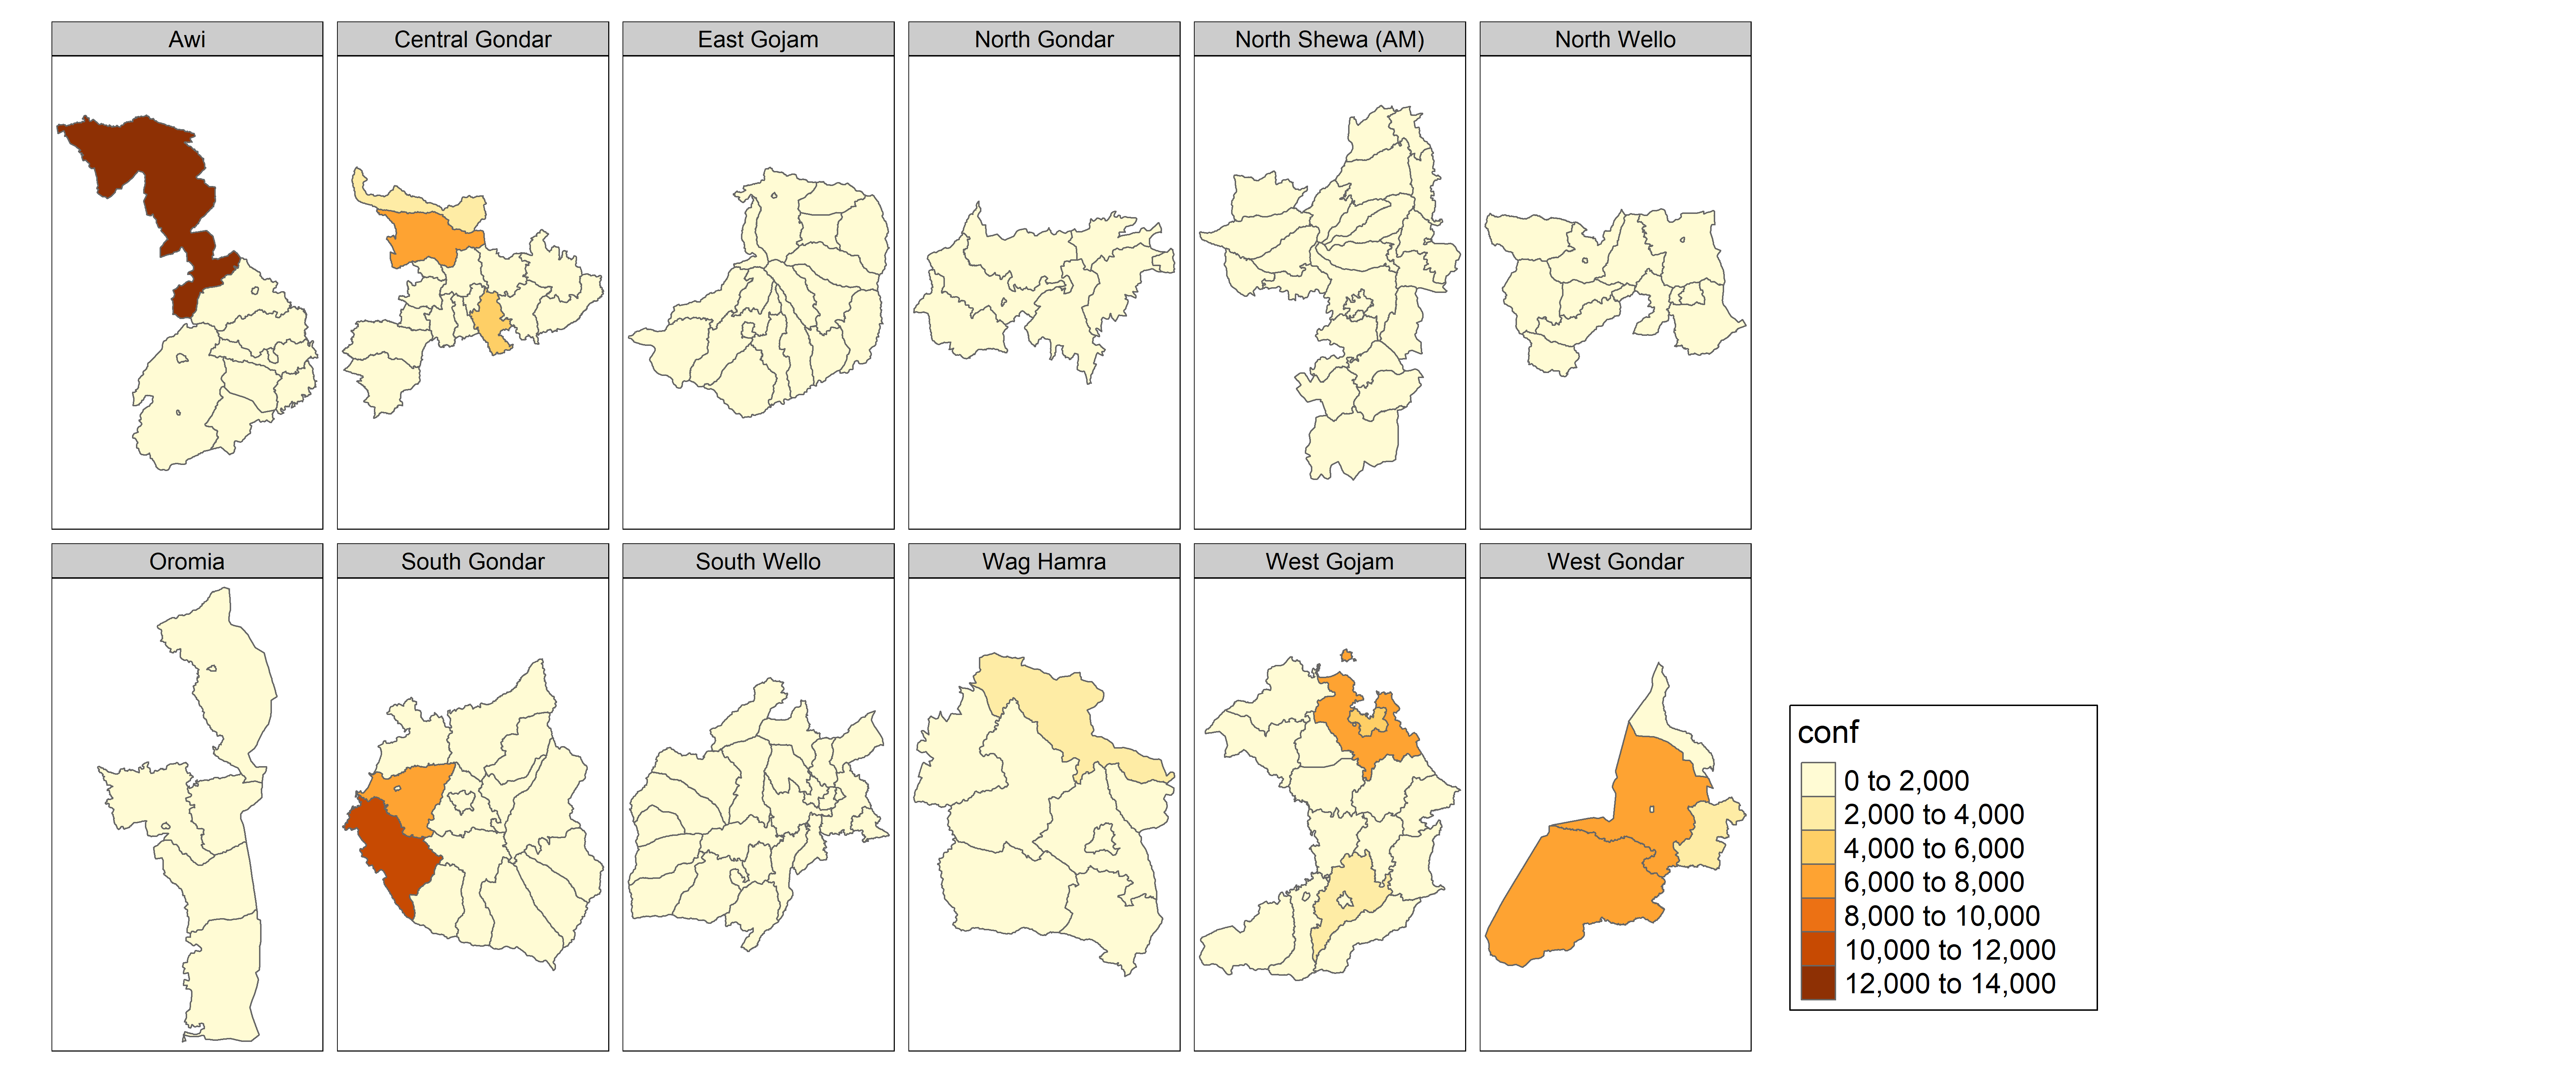 Awi
Central Gondar
East Gojam
North Gondar
North Shewa (AM)
North Wello
Oromia
South Gondar
South Wello
Wag Hamra
West Gojam
West Gondar
conf
0 to 2,000
2,000 to 4,000
4,000 to 6,000
6,000 to 8,000
8,000 to 10,000
10,000 to 12,000
12,000 to 14,000